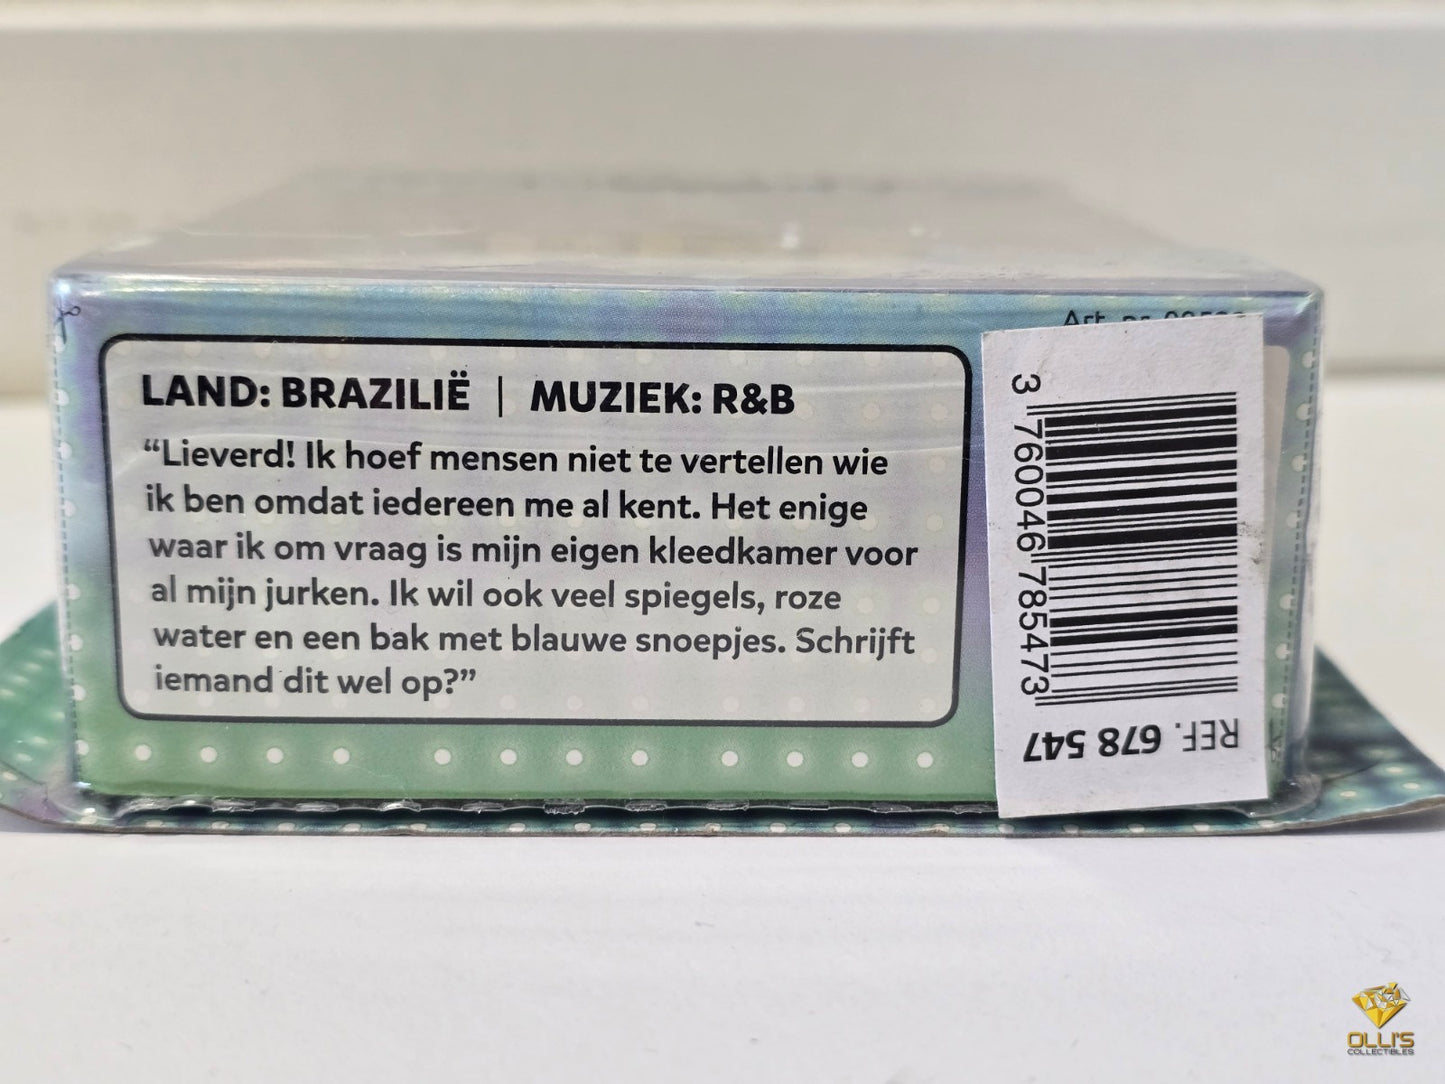 Art. nr.
LAND: BRAZILIË | MUZIEK: R&B
“Lieverd! Ik hoef mensen niet te vertellen wie
ik ben omdat iedereen me al kent. Het enige
waar ik om vraag is mijn eigen kleedkamer voor
al mijn jurken. Ik wil ook veel spiegels, roze
water en een bak met blauwe snoepjes. Schrijft
iemand dit wel op?”
3 760046 785473
REF. 678 547
OLLI'S
COLLECTIBLES